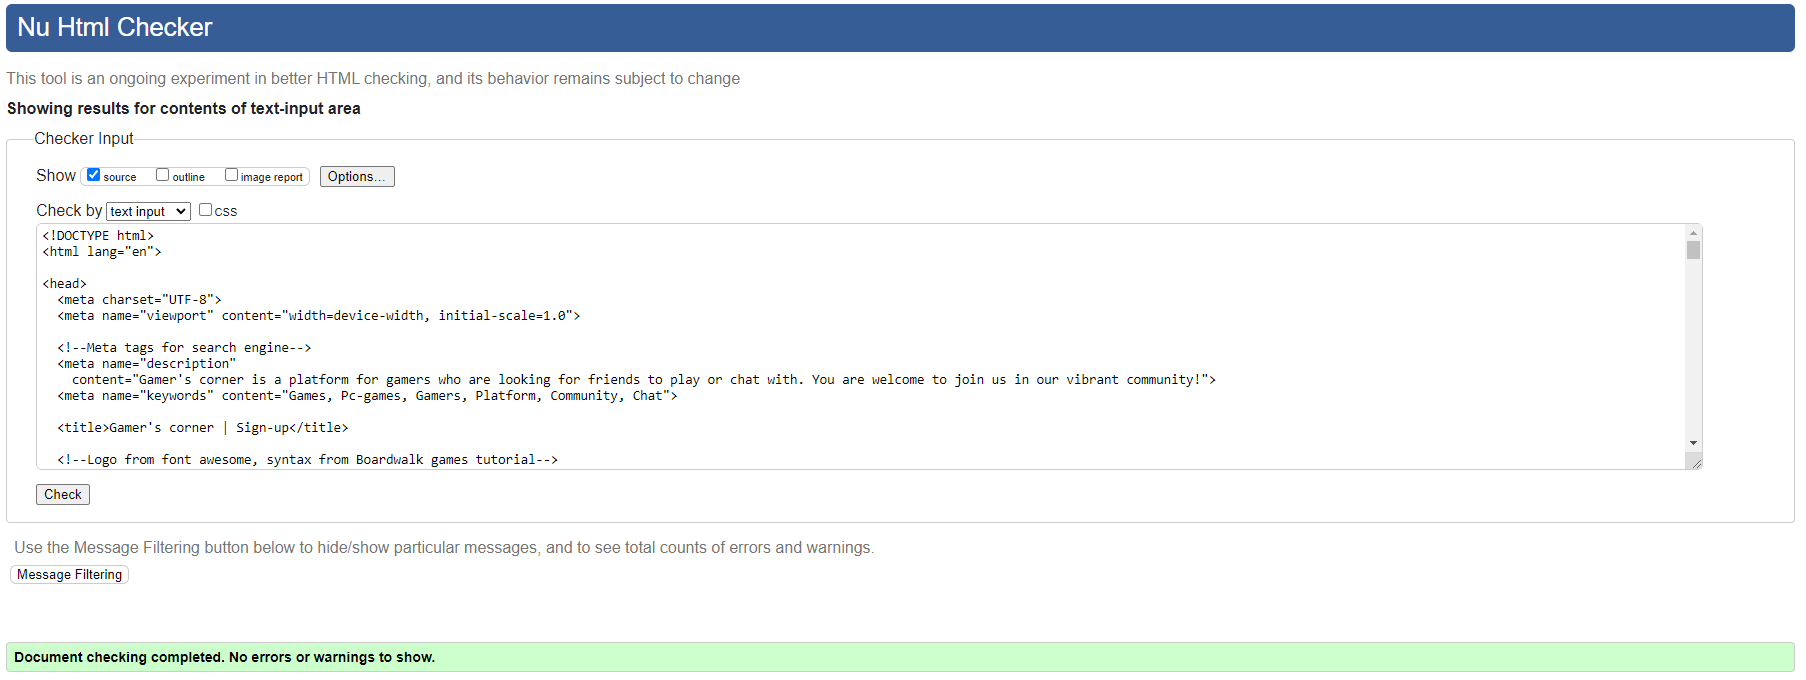 Nu Html Checker
This tool is an ongoing experiment in better HTML checking, and its behavior remains subject to change
Showing results for contents of text-input area
Checker Input
Show source outline image report Options...
Check by text input css
<!DOCTYPE html>
<html lang="en">
<head>
<meta charset="UTF-8">
<meta name="viewport" content="width=device-width, initial-scale=1.0">
<!--Meta tags for search engine-->
<meta name="description"
content="Gamer's corner is a platform for gamers who are looking for friends to play or chat with. You are welcome to join us in our vibrant community!">
<meta name="keywords" content="Games, Pc-games, Gamers, Platform, Community, Chat">
<title>Gamer's corner | Sign-up</title>
<!--Logo from font awesome, syntax from Boardwalk games tutorial-->
Check
Use the Message Filtering button below to hide/show particular messages, and to see total counts of errors and warnings.
Message Filtering
Document checking completed. No errors or warnings to show.